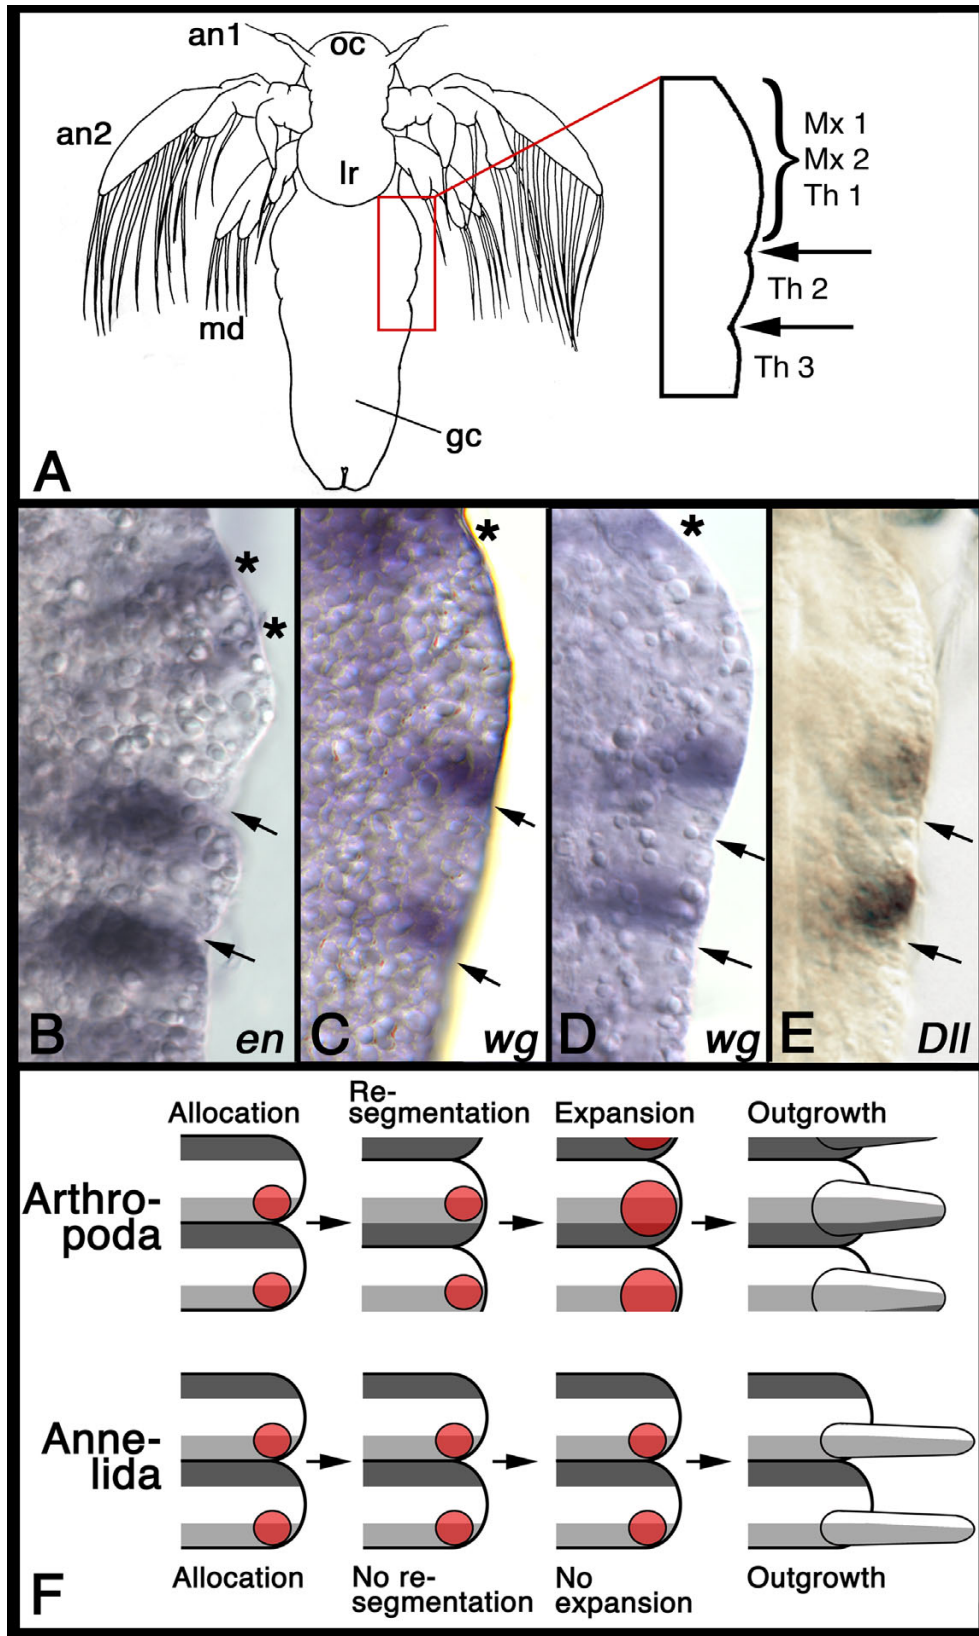 an1
oc
an2
lr
md
gc
Mx 1
Mx 2
Th 1
Th 2
Th 3
A
*
*
B
en
*
C
wg
*
D
wg
E
Dll
Allocation
Re-
segmentation
Expansion
Outgrowth
Arthro-
poda
Anne-
lida
Allocation
No re-
segmentation
No
expansion
Outgrowth
F